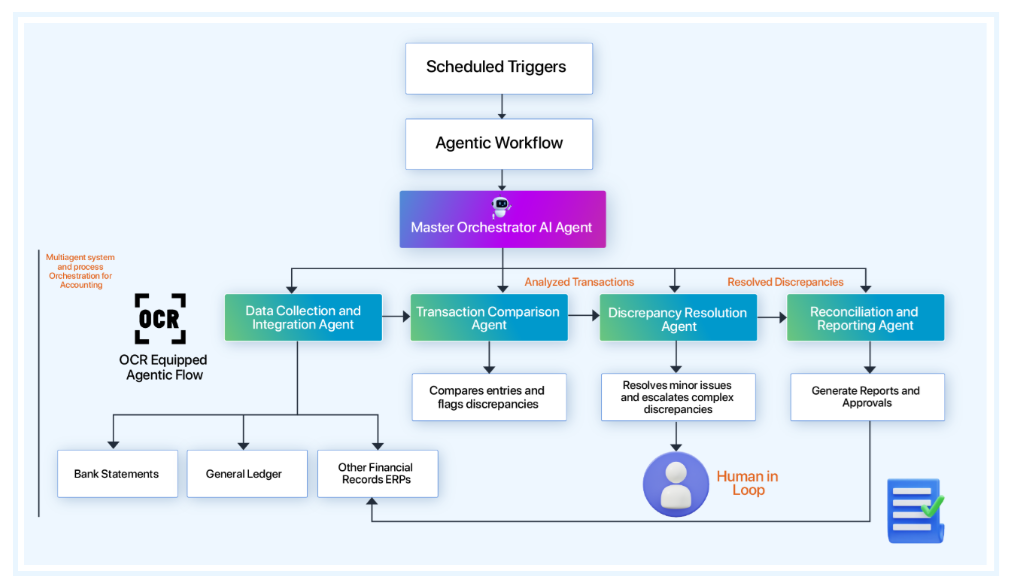 Scheduled Triggers
Agentic Workflow
Master Orchestrator AI Agent
Multiagent system
and process
Orchestration for
Accounting
Analyzed Transactions
Resolved Discrepancies
OCR
OCR Equipped
Agentic Flow
Data Collection and
Integration Agent
Transaction Comparison
Agent
Discrepancy Resolution
Agent
Reconciliation and
Reporting Agent
Compares entries and
flags discrepancies
Resolves minor issues
and escalates complex
discrepancies
Generate Reports and
Approvals
Bank Statements
General Ledger
Other Financial
Records ERPs
Human in
Loop